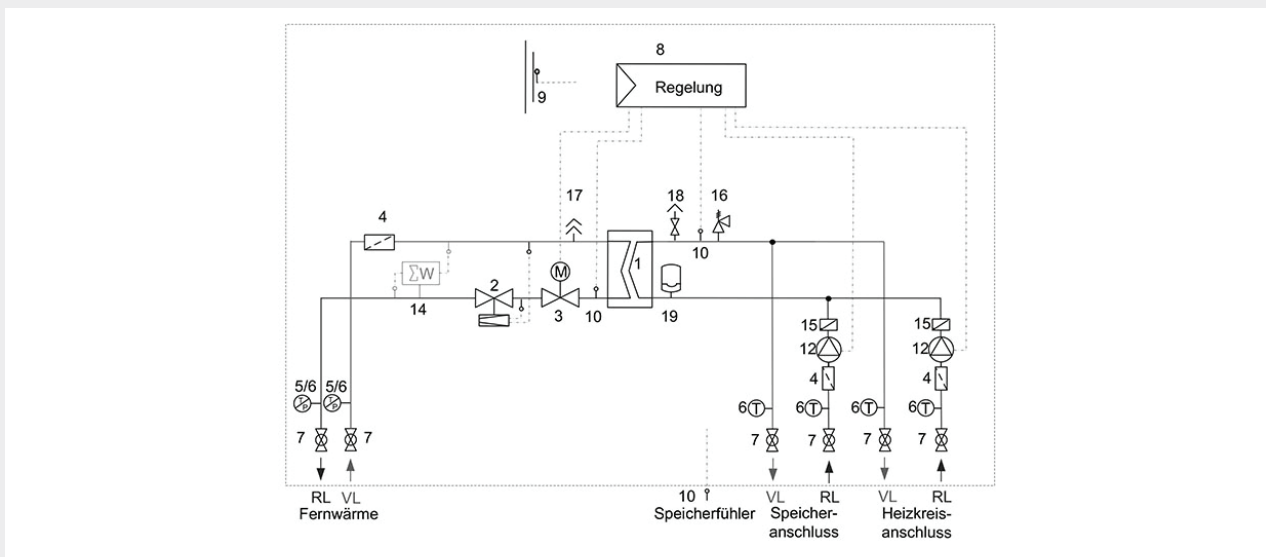 8
Regelung
9
17
18
16
4
10
1
ΣW
2
M
14
3
10
19
15
15
12
12
5/6
5/6
4
4
T
P
T
P
6
T
6
T
6
T
6
T
7
7
7
7
7
7
RL
VL
Fernwärme
10
Speicherfühler
VL
RL
Speicher-
anschluss
VL
RL
Heizkreis-
anschluss